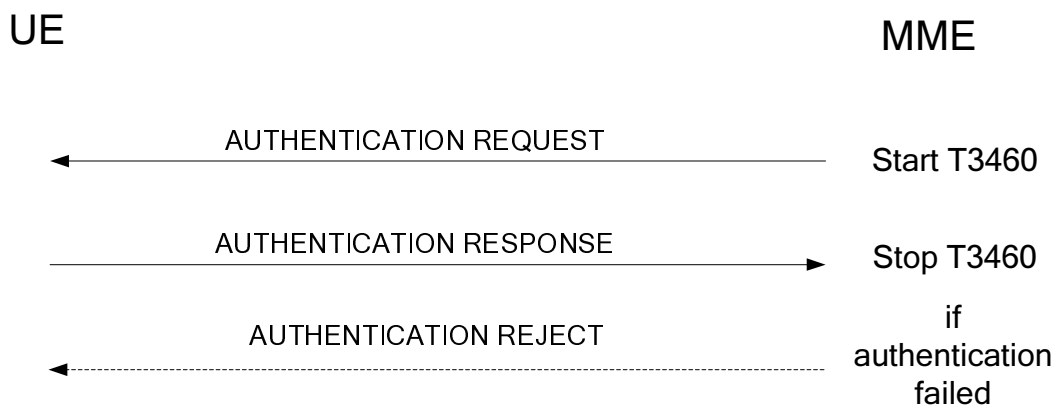 UE
MME
AUTHENTICATION REQUEST
Start T3460
AUTHENTICATION RESPONSE
Stop T3460
AUTHENTICATION REJECT
if
authentication
failed